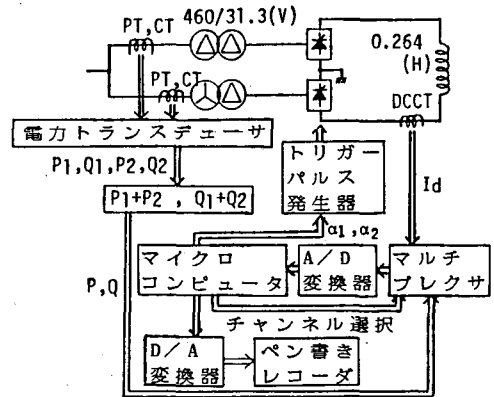 PT,CT
460/31.3(V)
0.264
(H)
PT,CT
DCCT
電力トランスデューサ
トリガー
パルス
発生器
P1,Q1,P2,Q2
Id
P1+P2 , Q1+Q2
α1,α2
P,Q
マイクロ
コンピュータ
A/D
変換器
マルチ
プレクサ
チャンネル選択
D/A
変換器
ペン書き
レコーダ